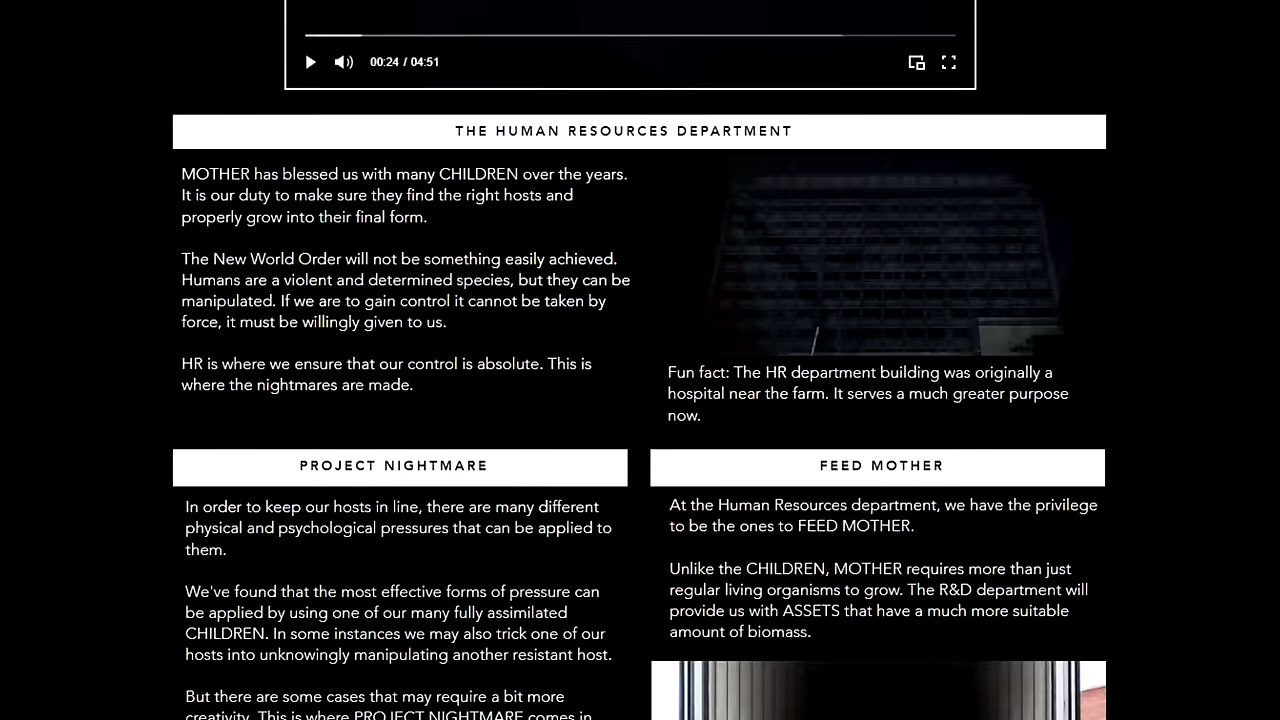 00:24 / 04:51
THE HUMAN RESOURCES DEPARTMENT
MOTHER has blessed us with many CHILDREN over the years.
It is our duty to make sure they find the right hosts and
properly grow into their final form.
The New World Order will not be something easily achieved.
Humans are a violent and determined species, but they can be
manipulated. If we are to gain control it cannot be taken by
force, it must be willingly given to us.
HR is where we ensure that our control is absolute. This is
where the nightmares are made.
Fun fact: The HR department building was originally a
hospital near the farm. It serves a much greater purpose
now.
PROJECT NIGHTMARE
In order to keep our hosts in line, there are many different
physical and psychological pressures that can be applied to
them.
We've found that the most effective forms of pressure can
be applied by using one of our many fully assimilated
CHILDREN. In some instances we may also trick one of our
hosts into unknowingly manipulating another resistant host.
But there are some cases that may require a bit more
creativity. This is where PROJECT NIGHTMARE comes in
FEED MOTHER
At the Human Resources department, we have the privilege
to be the ones to FEED MOTHER.
Unlike the CHILDREN, MOTHER requires more than just
regular living organisms to grow. The R&D department will
provide us with ASSETS that have a much more suitable
amount of biomass.